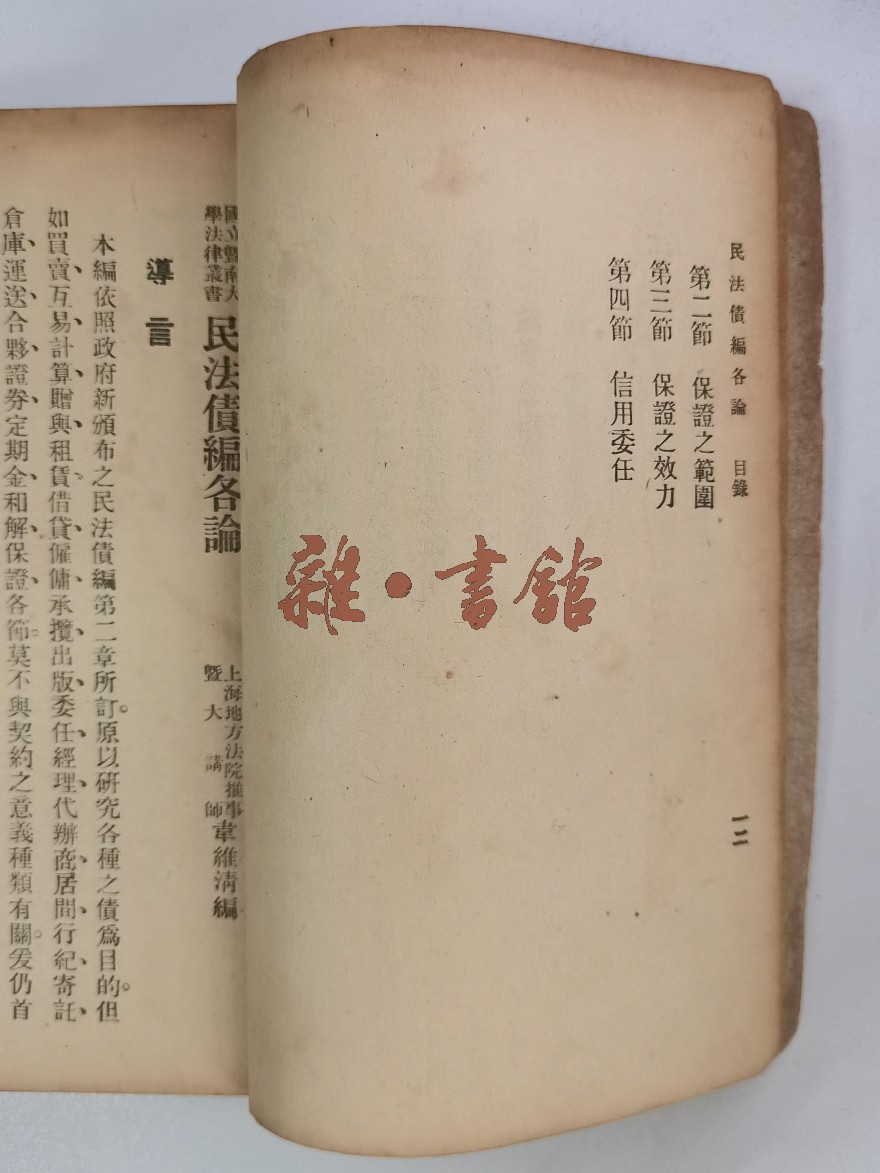 民法債編各論 目錄
一二
第二節 保證之範圍
第三節 保證之效力
第四節 信用委任
雜·書館
國立暨南大
學法律叢書
民法債編各論
上海地方法院推事
暨大講師
韋維清編
導言
本編依照政府新頒布之民法債編第二章所訂。原以研究各種之債爲目的。但
如買賣、互易、計算、贈與、租賃、借貸、僱傭、承攬、出版、委任、經理、代辦商、居間、行紀、寄託、
倉庫、運送、合夥、證券、定期金、和解、保證、各節。莫不與契約之意義種類有關。爰仍首